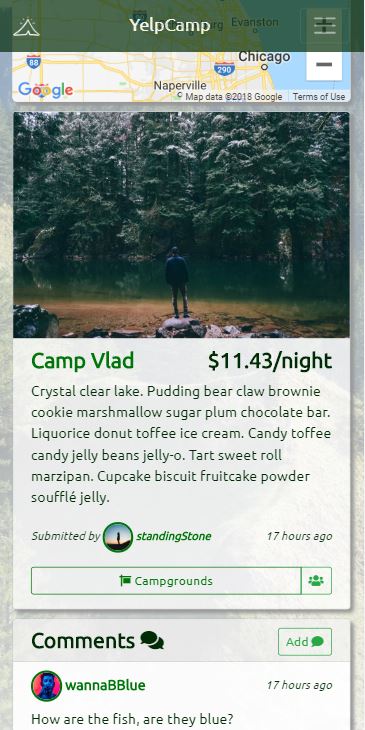 YelpCamp
Evanston
88
290
Chicago
Naperville
Google
Map data ©2018 Google
Terms of Use
Camp Vlad
$11.43/night
Crystal clear lake. Pudding bear claw brownie
cookie marshmallow sugar plum chocolate bar.
Liquorice donut toffee ice cream. Candy toffee
candy jelly beans jelly-o. Tart sweet roll
marzipan. Cupcake biscuit fruitcake powder
soufflé jelly.
Submitted by standingStone 17 hours ago
Campgrounds
Comments
Add
wannaBBlue 17 hours ago
How are the fish, are they blue?